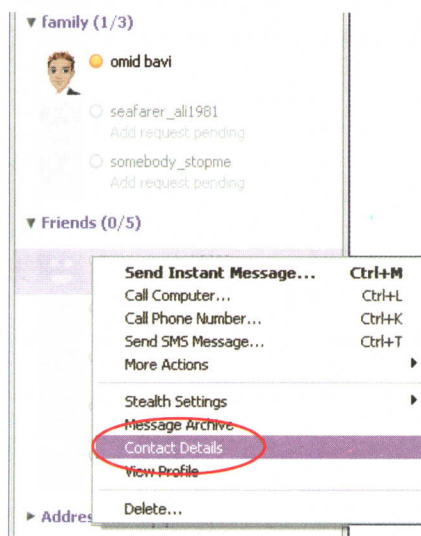 ▼ family (1/3)
omid bavi
seafarer_ali1981
Add request pending
somebody_stopme
Add request pending
▼ Friends (0/5)
Send Instant Message... Ctrl+M
Call Computer... Ctrl+L
Call Phone Number... Ctrl+K
Send SMS Message... Ctrl+T
More Actions
Stealth Settings
Message Archive
Contact Details
View Profile
Delete...
► Addres